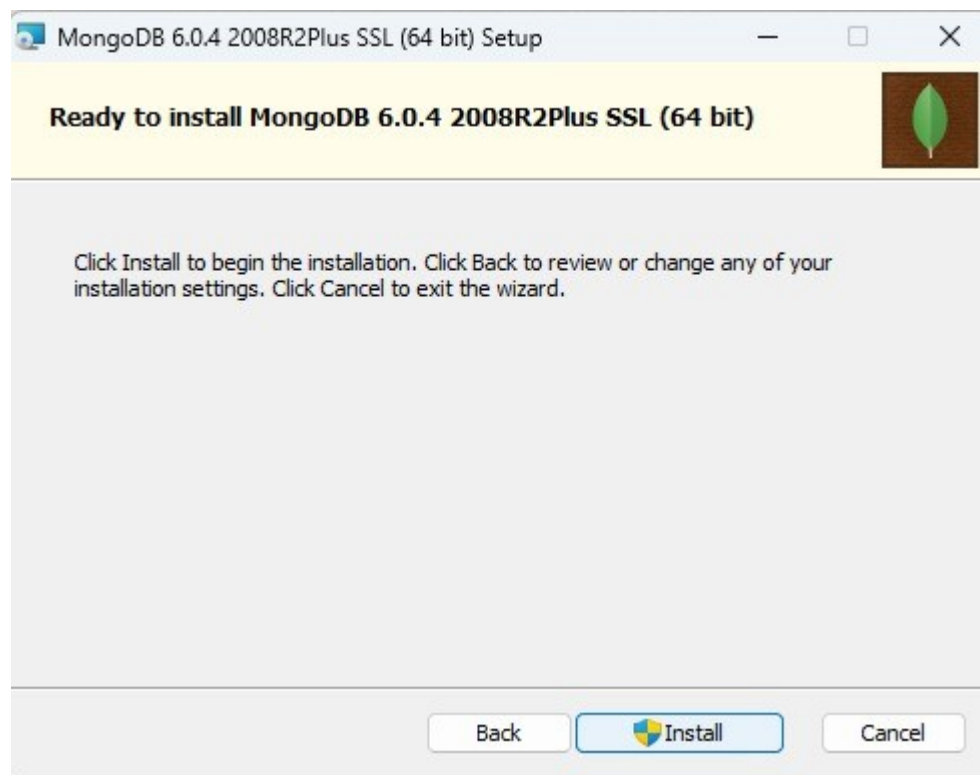 MongoDB 6.0.4 2008R2Plus SSL (64 bit) Setup
Ready to install MongoDB 6.0.4 2008R2Plus SSL (64 bit)
Click Install to begin the installation. Click Back to review or change any of your
installation settings. Click Cancel to exit the wizard.
Back Install Cancel